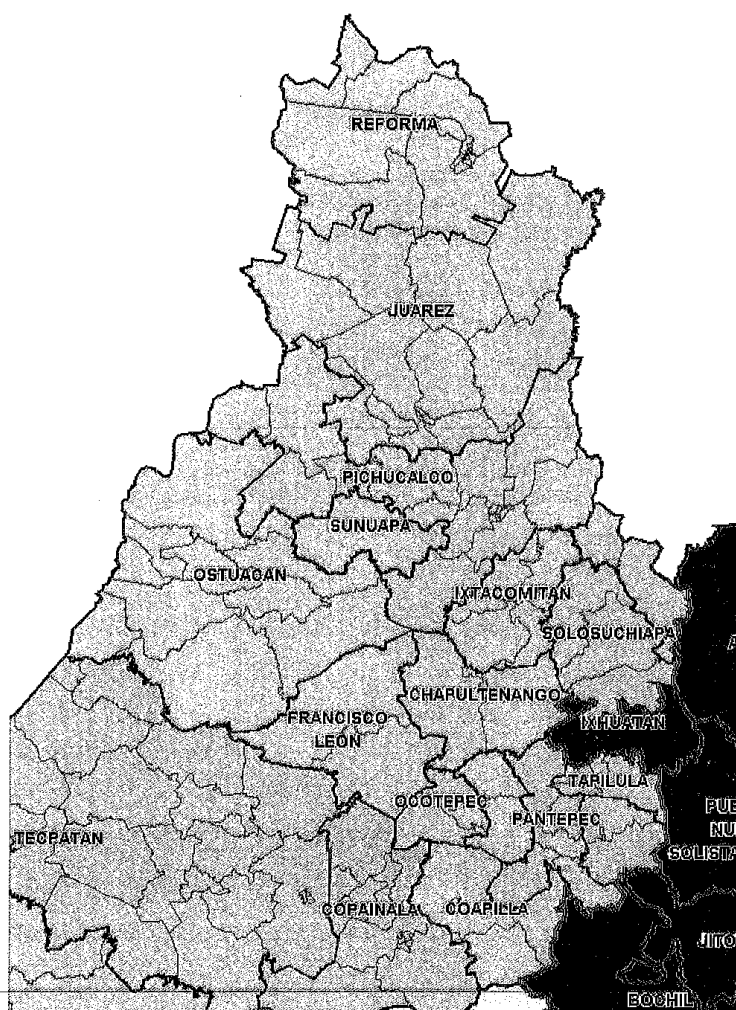 REFORMA
JUAREZ
PICHUCALCO
SUNUAPA
OSTUACAN
IXTACOMITAN
SOLOSUCHIAPA
CHAPULTENANGO
FRANCISCO
LEON
IXHUATAN
TAPILULA
OCOTEPEC
PANTEPEC
TECPATAN
COPAINALA
COAPILLA
BOCHIL